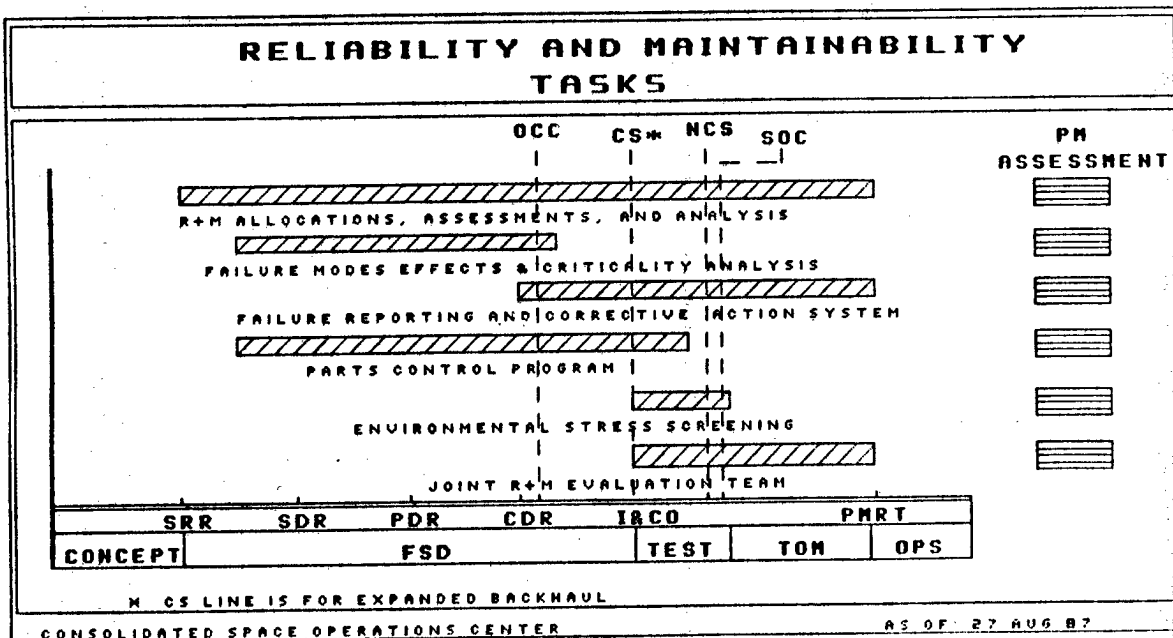 RELIABILITY AND MAINTAINABILITY
TASKS
OCC
CS*
NCS
SOC
PM
ASSESSMENT
R+M ALLOCATIONS, ASSESSMENTS, AND ANALYSIS
FAILURE MODES EFFECTS & CRITICALITY ANALYSIS
FAILURE REPORTING AND CORRECTIVE ACTION SYSTEM
PARTS CONTROL PROGRAM
ENVIRONMENTAL STRESS SCREENING
JOINT R+M EVALUATION TEAM
SRR SDR PDR CDR I&CO PMRT
CONCEPT FSD TEST TOM OPS
* CS LINE IS FOR EXPANDED BACKHAUL
CONSOLIDATED SPACE OPERATIONS CENTER
AS OF: 27 AUG 87